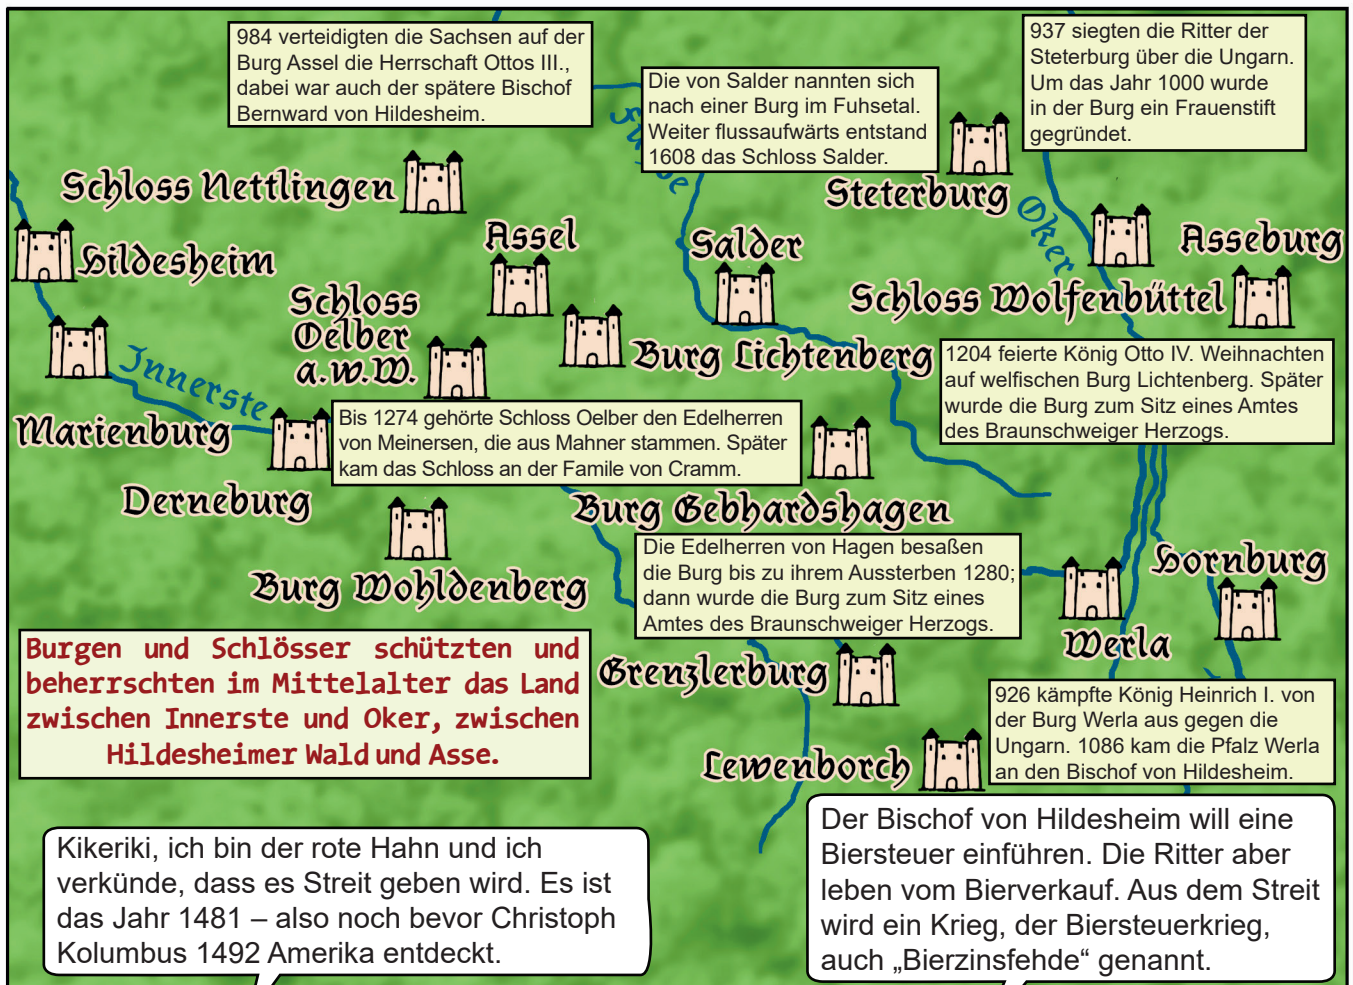 984 verteidigten die Sachsen auf der
Burg Assel die Herrschaft Ottos III.,
dabei war auch der spätere Bischof
Bernward von Hildesheim.
Die von Salder nannten sich
nach einer Burg im Fuhsetal.
Weiter flussaufwärts entstand
1608 das Schloss Salder.
937 siegten die Ritter der
Steterburg über die Ungarn.
Um das Jahr 1000 wurde
in der Burg ein Frauenstift
gegründet.
Schloss Nettlingen
Steterburg
Oker
Hildesheim
Assel
Salder
Asseburg
Schloss
Oelber
a.w.W.
Schloss Wolfenbüttel
Innerste
Burg Lichtenberg
1204 feierte König Otto IV. Weihnachten
auf welfischen Burg Lichtenberg. Später
wurde die Burg zum Sitz eines Amtes
des Braunschweiger Herzogs.
Marienburg
Bis 1274 gehörte Schloss Oelber den Edelherren
von Meinersen, die aus Mahner stammen. Später
kam das Schloss an der Famile von Cramm.
Derneburg
Burg Gebhardshagen
Burg Wohldenberg
Die Edelherren von Hagen besaßen
die Burg bis zu ihrem Aussterben 1280;
dann wurde die Burg zum Sitz eines
Amtes des Braunschweiger Herzogs.
Hornburg
Werla
Burgen und Schlösser schützten und
beherrschten im Mittelalter das Land
zwischen Innerste und Oker, zwischen
Hildesheimer Wald und Asse.
Grenzlerburg
926 kämpfte König Heinrich I. von
der Burg Werla aus gegen die
Ungarn. 1086 kam die Pfalz Werla
an den Bischof von Hildesheim.
Lewenborch
Kikeriki, ich bin der rote Hahn und ich
verkünde, dass es Streit geben wird. Es ist
das Jahr 1481 – also noch bevor Christoph
Kolumbus 1492 Amerika entdeckt.
Der Bischof von Hildesheim will eine
Biersteuer einführen. Die Ritter aber
leben vom Bierverkauf. Aus dem Streit
wird ein Krieg, der Biersteuerkrieg,
auch „Bierzinsfehde“ genannt.